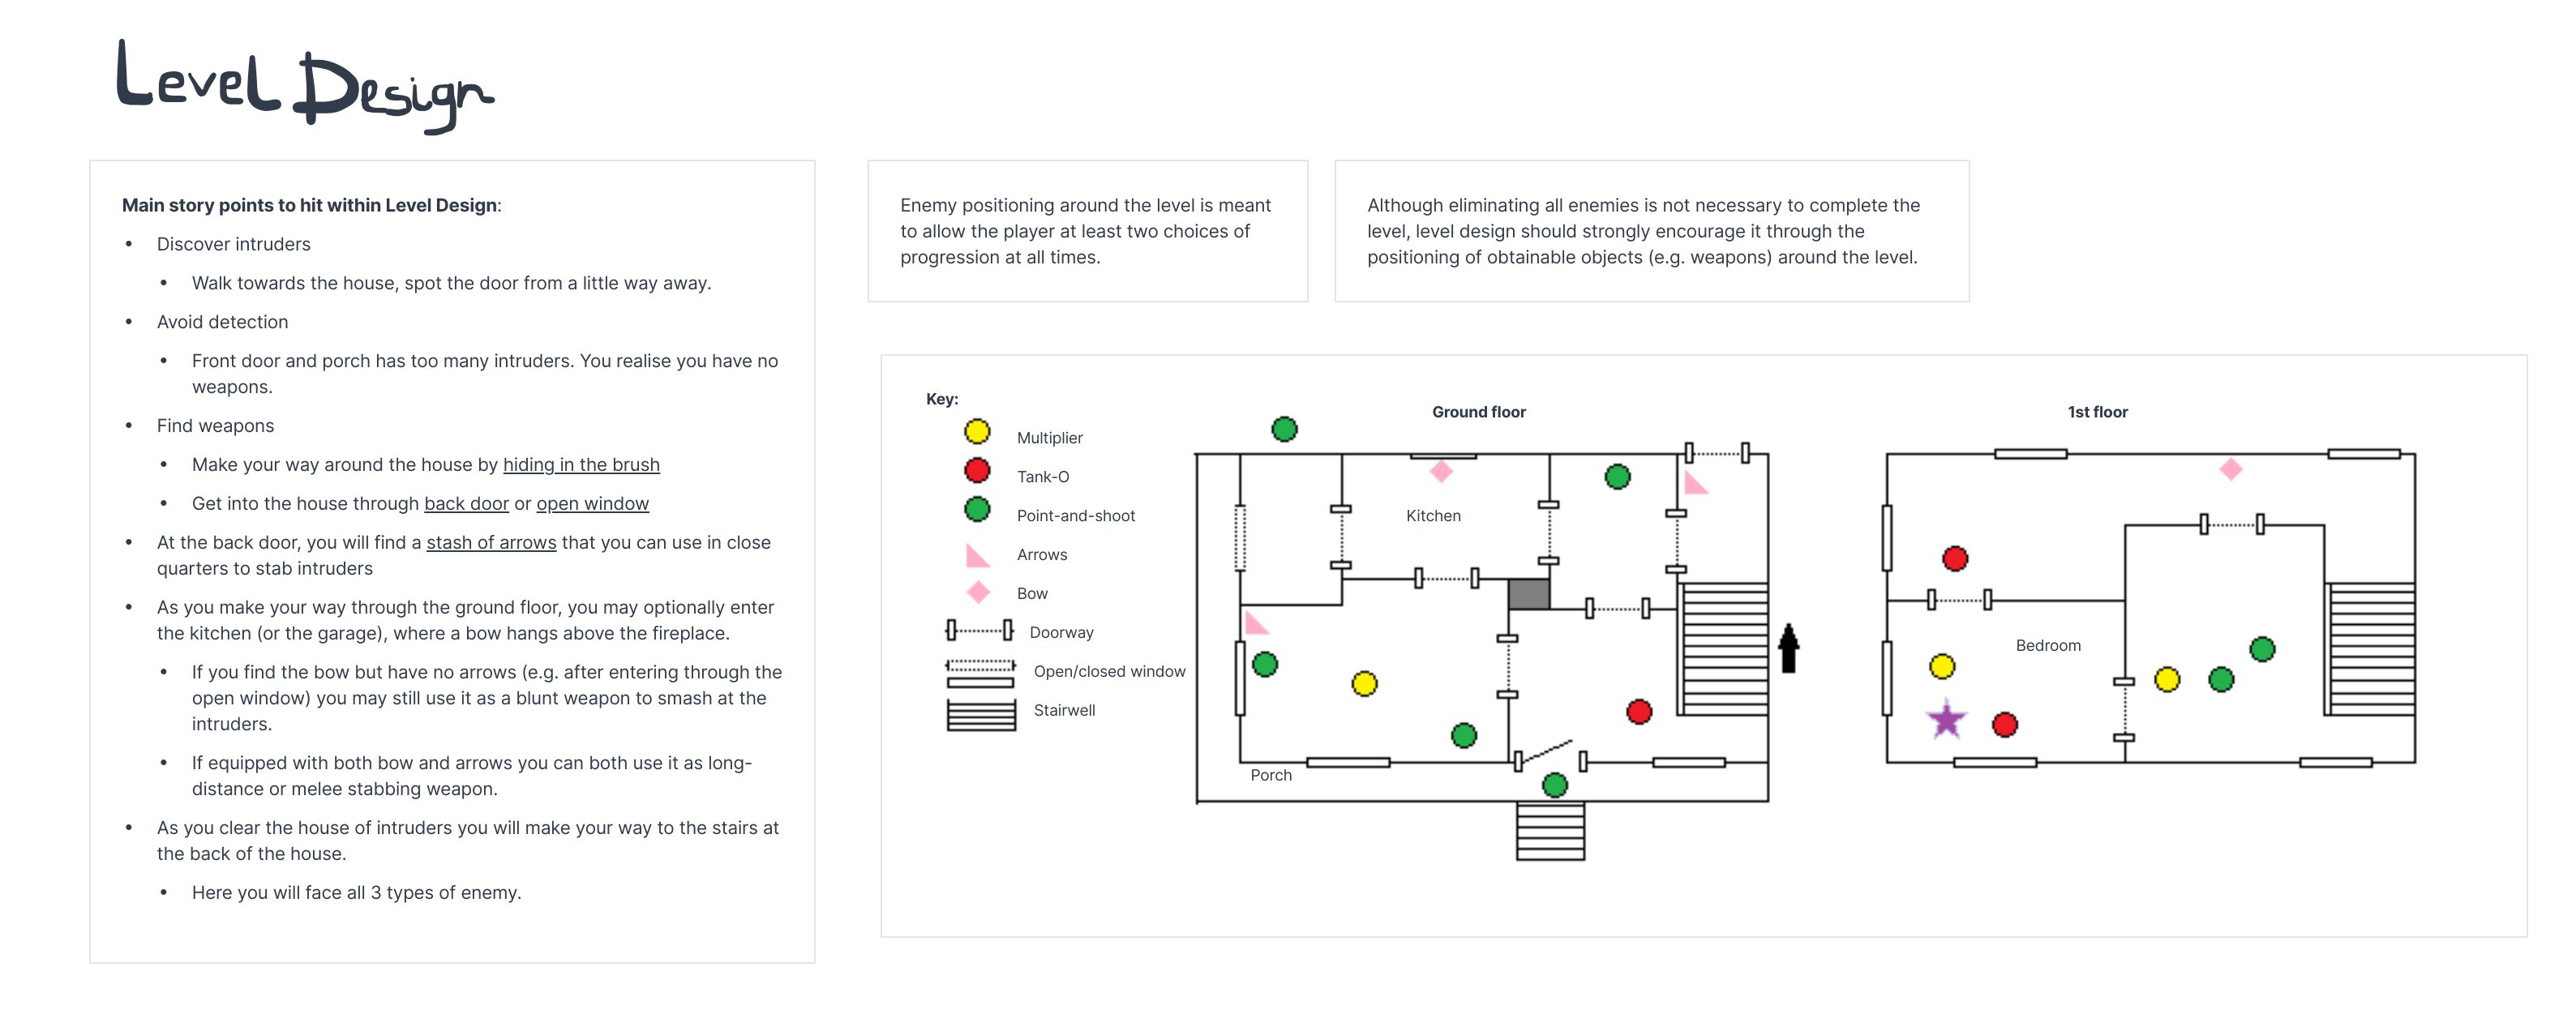 Level Design
Main story points to hit within Level Design:
• Discover intruders
• Walk towards the house, spot the door from a little way away.
• Avoid detection
• Front door and porch has too many intruders. You realise you have no
weapons.
• Find weapons
• Make your way around the house by hiding in the brush
• Get into the house through back door or open window
• At the back door, you will find a stash of arrows that you can use in close
quarters to stab intruders
• As you make your way through the ground floor, you may optionally enter
the kitchen (or the garage), where a bow hangs above the fireplace.
• If you find the bow but have no arrows (e.g. after entering through the
open window) you may still use it as a blunt weapon to smash at the
intruders.
• If equipped with both bow and arrows you can both use it as long-
distance or melee stabbing weapon.
• As you clear the house of intruders you will make your way to the stairs at
the back of the house.
• Here you will face all 3 types of enemy.
Enemy positioning around the level is meant
to allow the player at least two choices of
progression at all times.
Although eliminating all enemies is not necessary to complete the
level, level design should strongly encourage it through the
positioning of obtainable objects (e.g. weapons) around the level.
Key:
Multiplier
Tank-O
Point-and-shoot
Arrows
Bow
Doorway
Open/closed window
Stairwell
Ground floor
Kitchen
Porch
1st floor
Bedroom